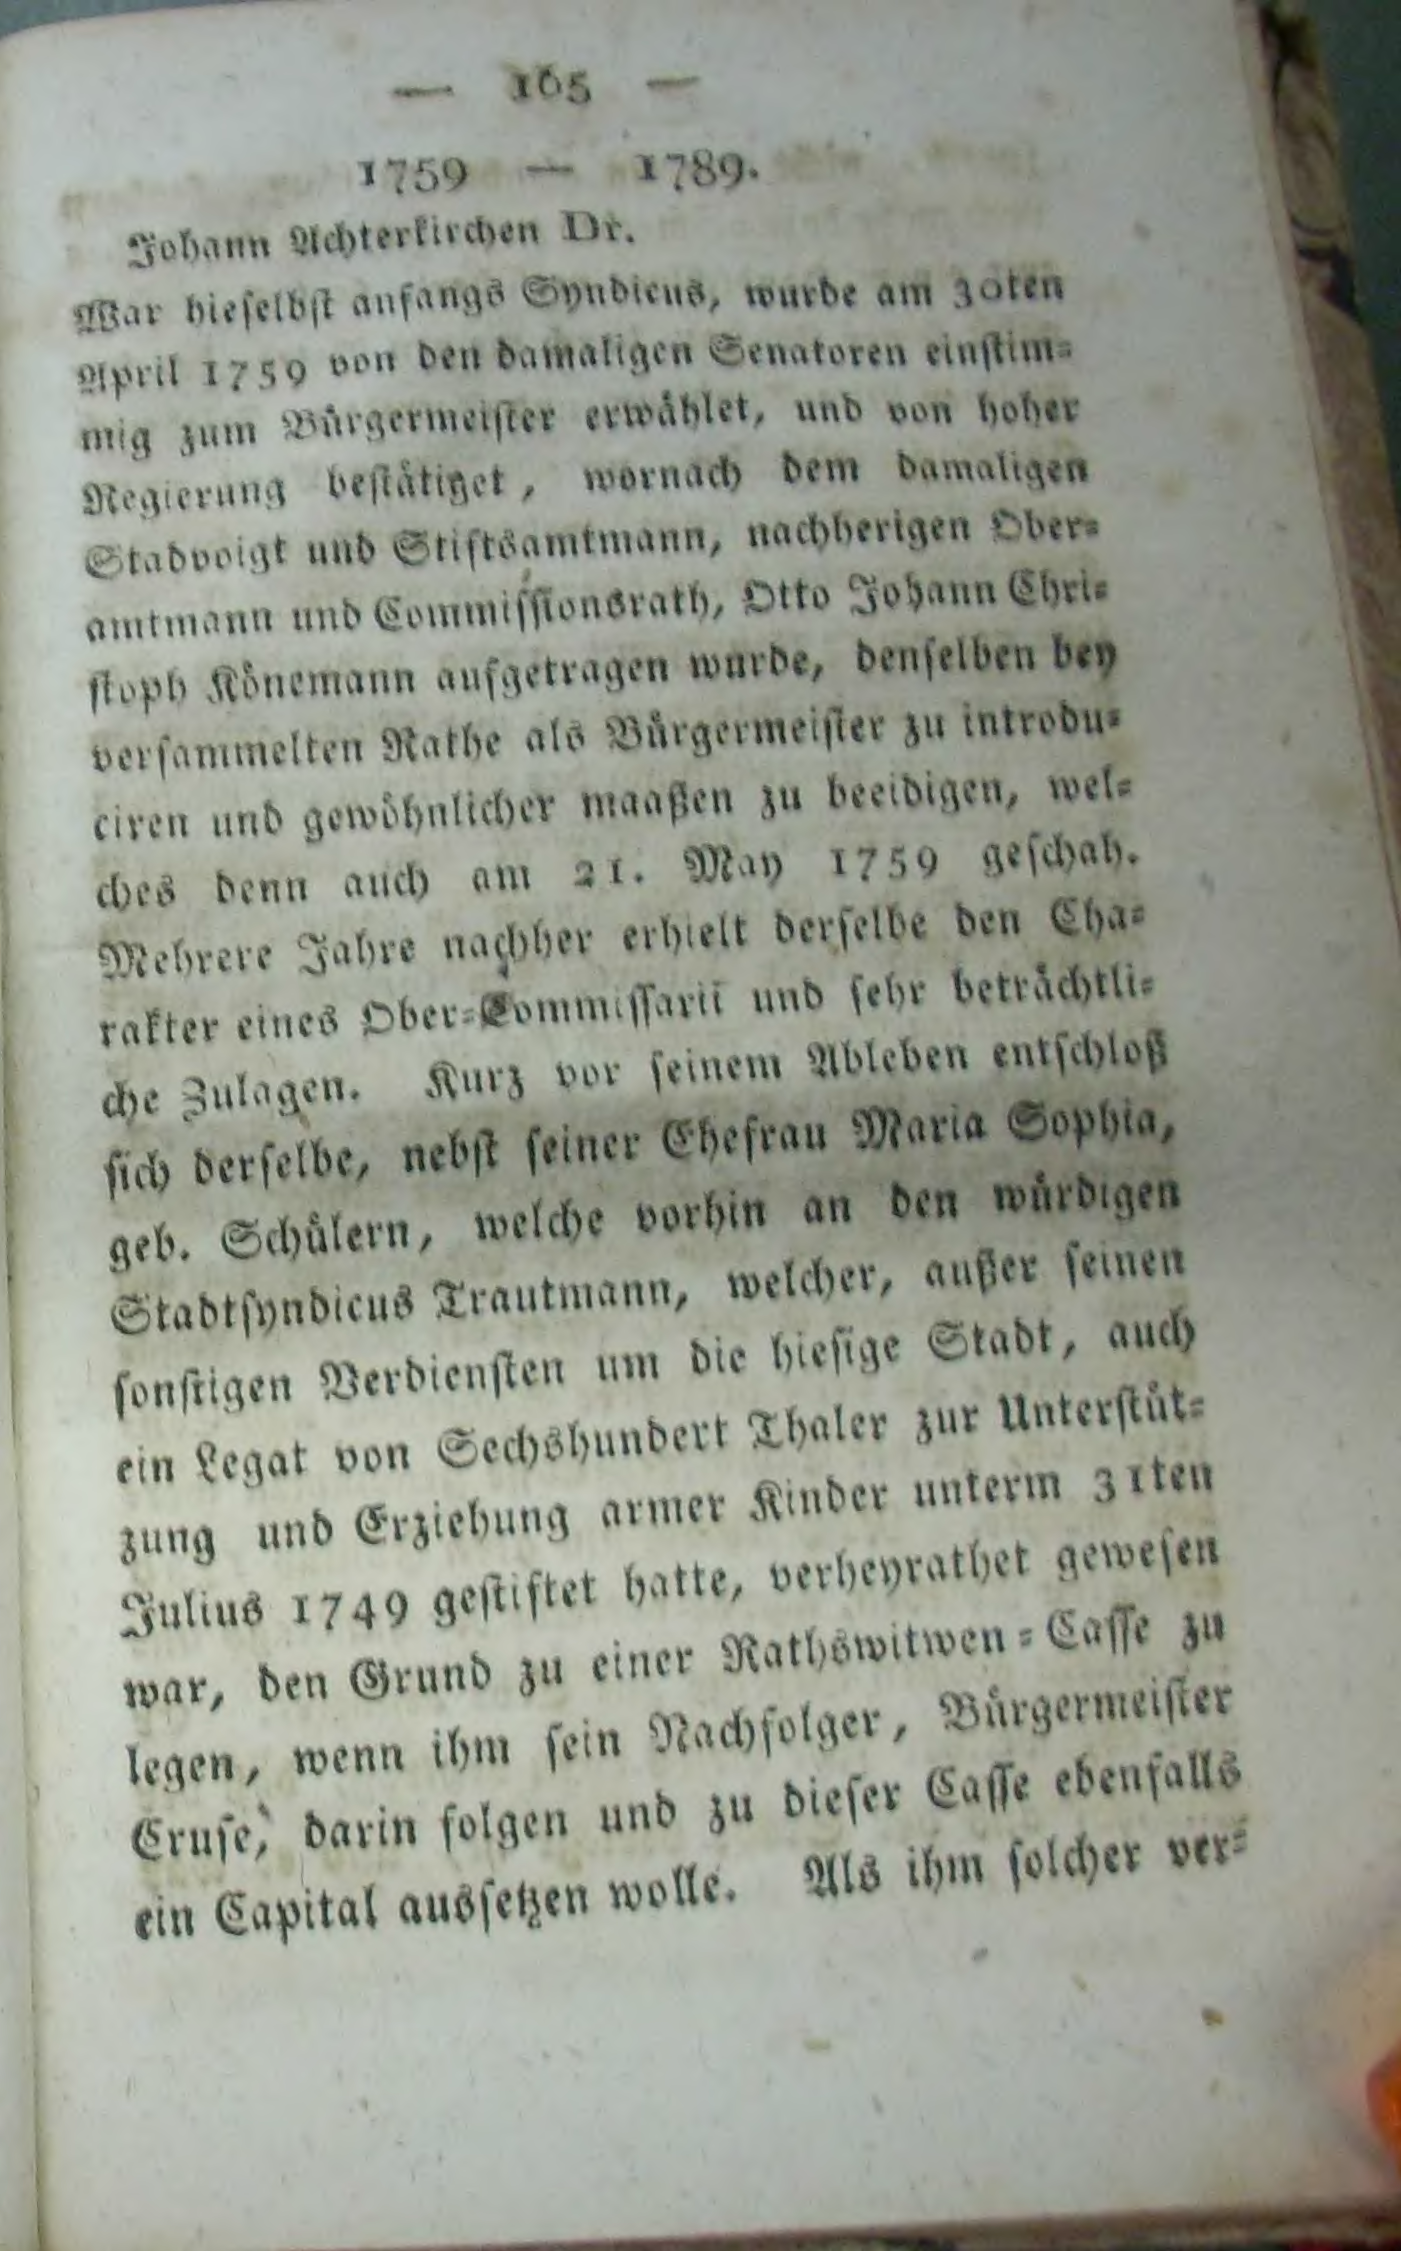 — 165 —
1759 — 1789.
Johann Achterkirchen Dr.
War hieſelbſt anfangs Syndicus, wurde am 30ten
April 1759 von den damaligen Senatoren einſtim⸗
mig zum Bürgermeiſter erwählet, und von hoher
Regierung beſtätiget, wornach dem damaligen
Stadvoigt und Stiftsamtmann, nachherigen Ober⸗
amtmann und Commiſſionsrath, Otto Johann Chri⸗
ſtoph Könemann aufgetragen wurde, denſelben bey
verſammelten Rathe als Bürgermeiſter zu introdu⸗
ciren und gewöhnlicher maaßen zu beeidigen, wel⸗
ches denn auch am 21. May 1759 geſchah.
Mehrere Jahre nachher erhielt derſelbe den Cha⸗
rakter eines Ober⸗Commiſſarii und ſehr beträchtli⸗
che Zulagen. Kurz vor ſeinem Ableben entſchloß
ſich derſelbe, nebſt ſeiner Ehefrau Maria Sophia,
geb. Schülern, welche vorhin an den würdigen
Stadtſyndicus Trautmann, welcher, außer ſeinen
ſonſtigen Verdienſten um die hieſige Stadt, auch
ein Legat von Sechshundert Thaler zur Unterſtüt⸗
zung und Erziehung armer Kinder unterm 31ten
Julius 1749 geſtiftet hatte, verheyrathet geweſen
war, den Grund zu einer Rathswitwen⸗Caſſe zu
legen, wenn ihm ſein Nachfolger, Bürgermeiſter
Cruſe, darin folgen und zu dieſer Caſſe ebenfalls
ein Capital ausſetzen wolle. Als ihm ſolcher ver⸗